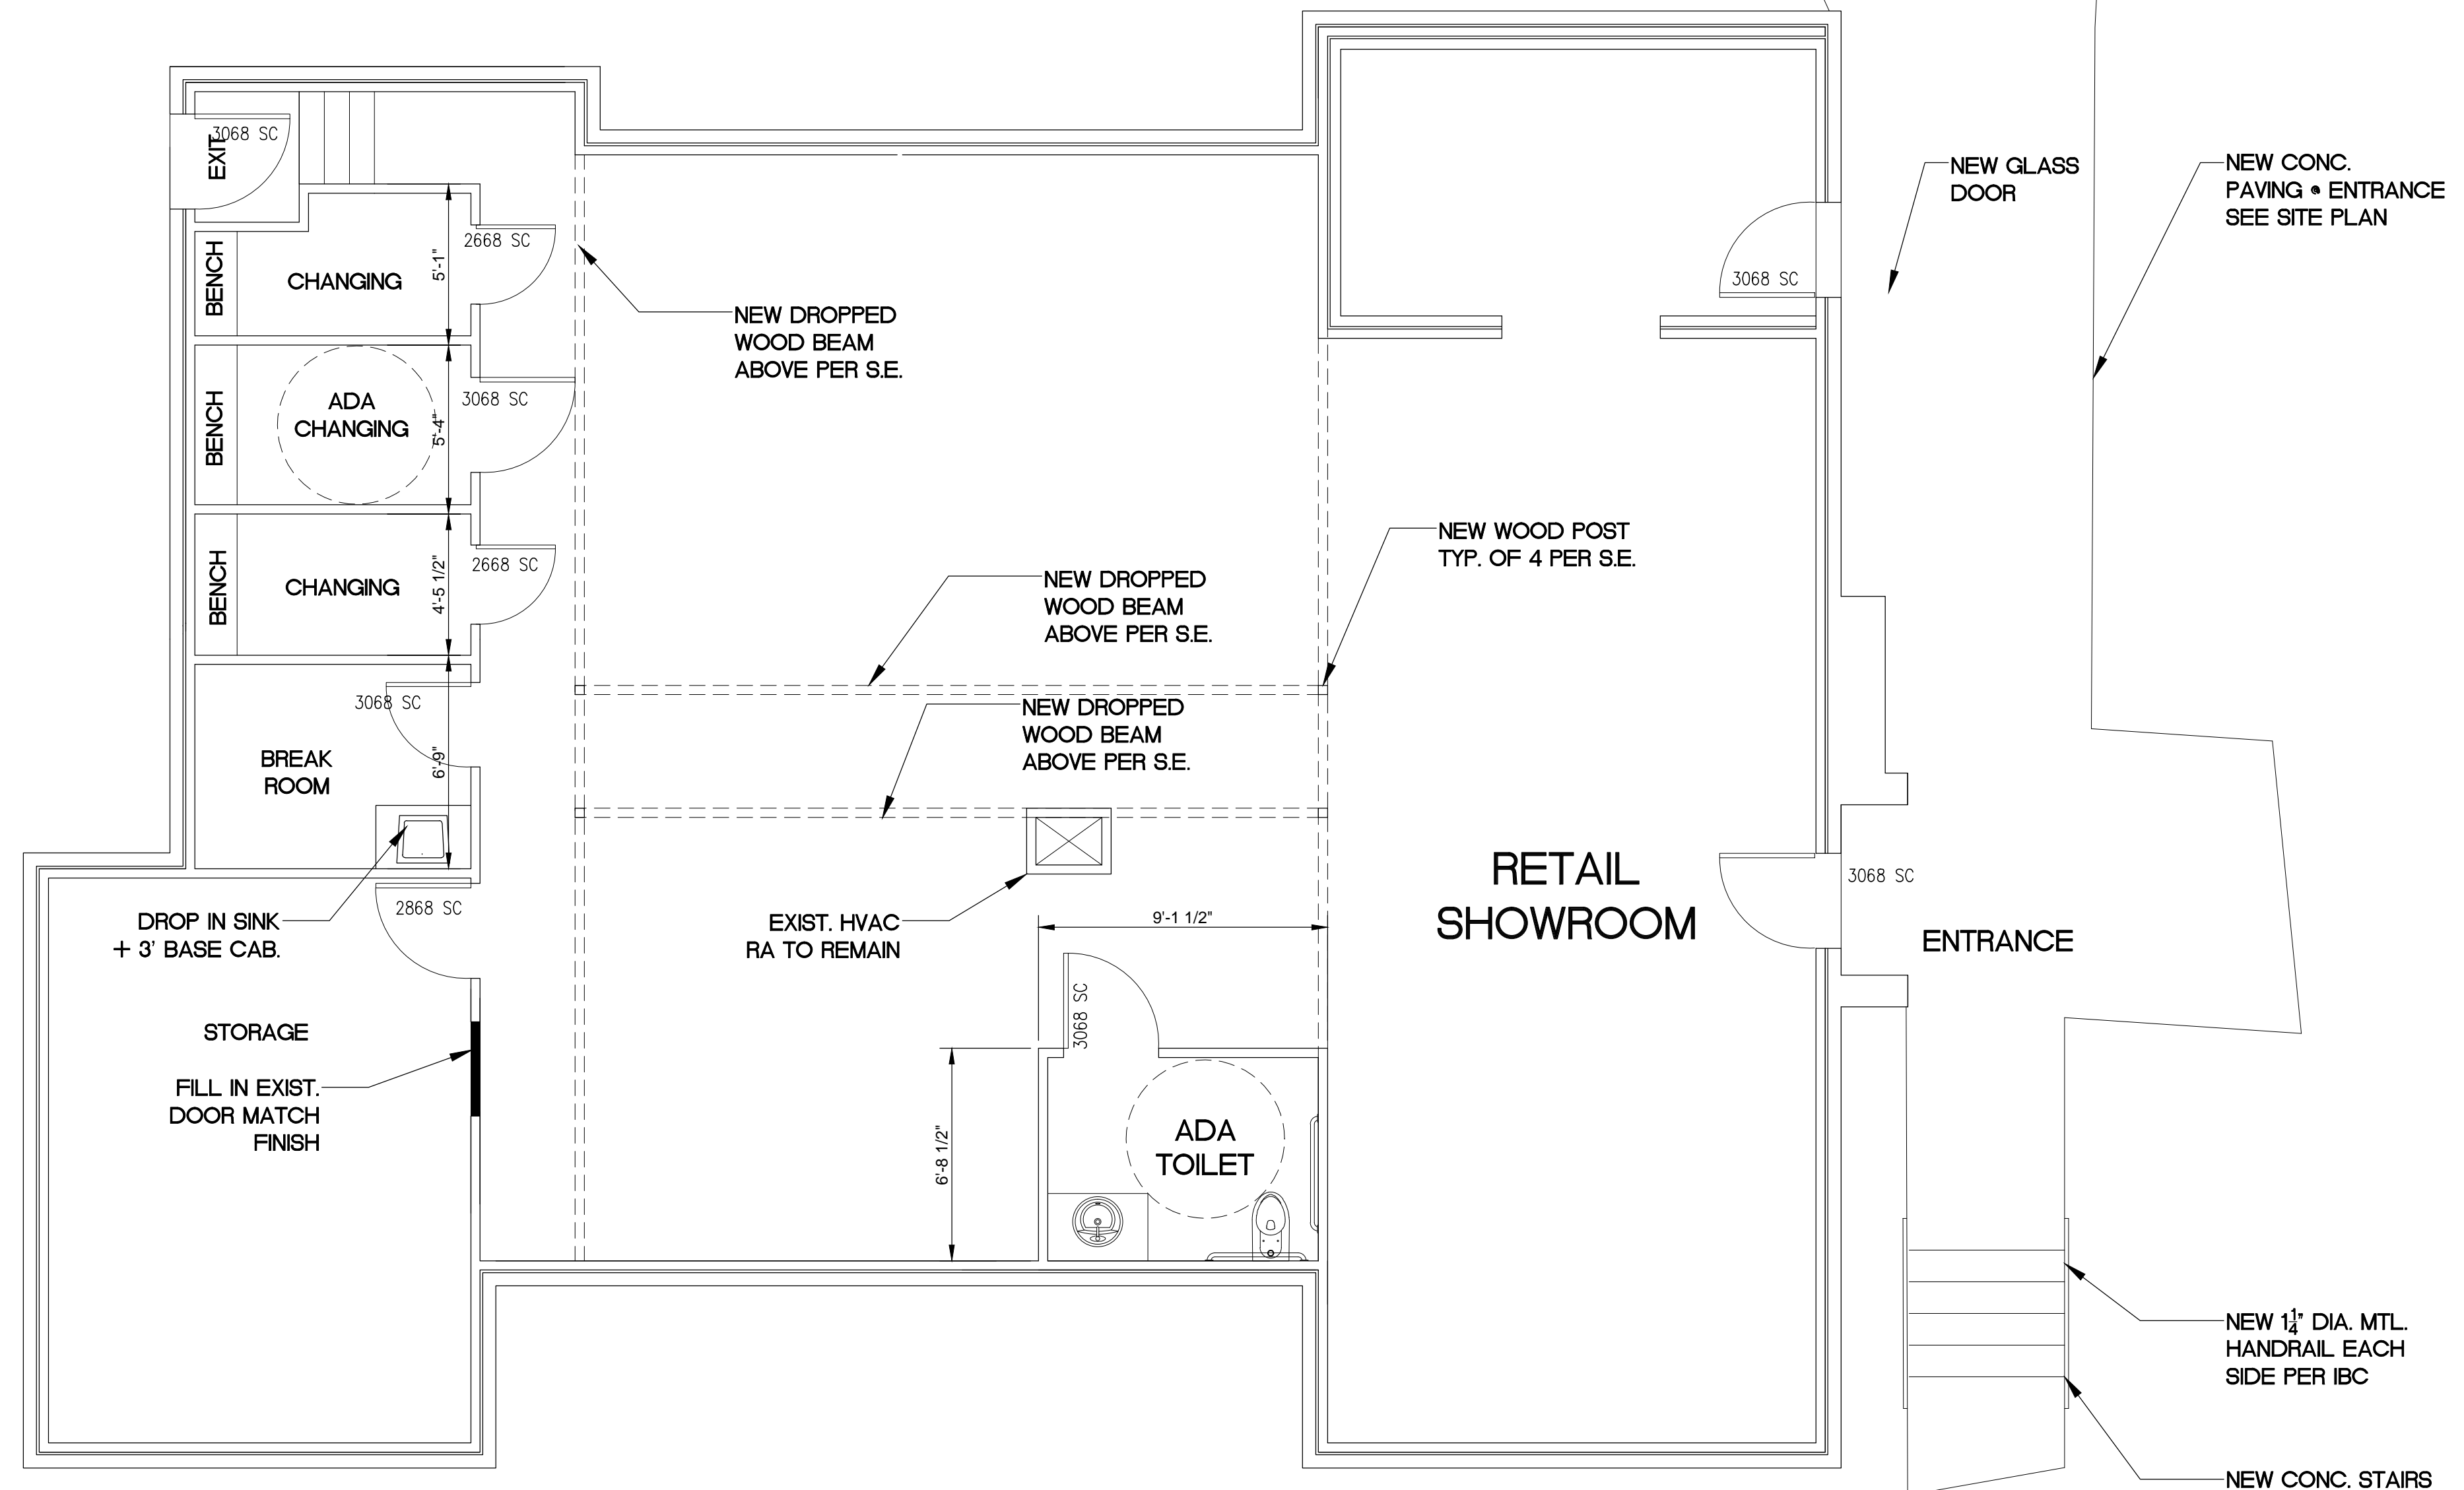 3068 SC
EXIT
NEW GLASS
DOOR
NEW CONC.
PAVING @ ENTRANCE
SEE SITE PLAN
2668 SC
BENCH
CHANGING
5'-1"
3068 SC
NEW DROPPED
WOOD BEAM
ABOVE PER S.E.
3068 SC
BENCH
ADA
CHANGING
5'-4"
NEW WOOD POST
TYP. OF 4 PER S.E.
2668 SC
BENCH
CHANGING
4'-5 1/2"
NEW DROPPED
WOOD BEAM
ABOVE PER S.E.
3068 SC
NEW DROPPED
WOOD BEAM
ABOVE PER S.E.
BREAK
ROOM
6'-9"
RETAIL
SHOWROOM
3068 SC
ENTRANCE
2868 SC
DROP IN SINK
+ 3' BASE CAB.
EXIST. HVAC
RA TO REMAIN
9'-1 1/2"
3068 SC
STORAGE
FILL IN EXIST.
DOOR MATCH
FINISH
6'-8 1/2"
ADA
TOILET
NEW 1 1/4" DIA. MTL.
HANDRAIL EACH
SIDE PER IBC
NEW CONC. STAIRS